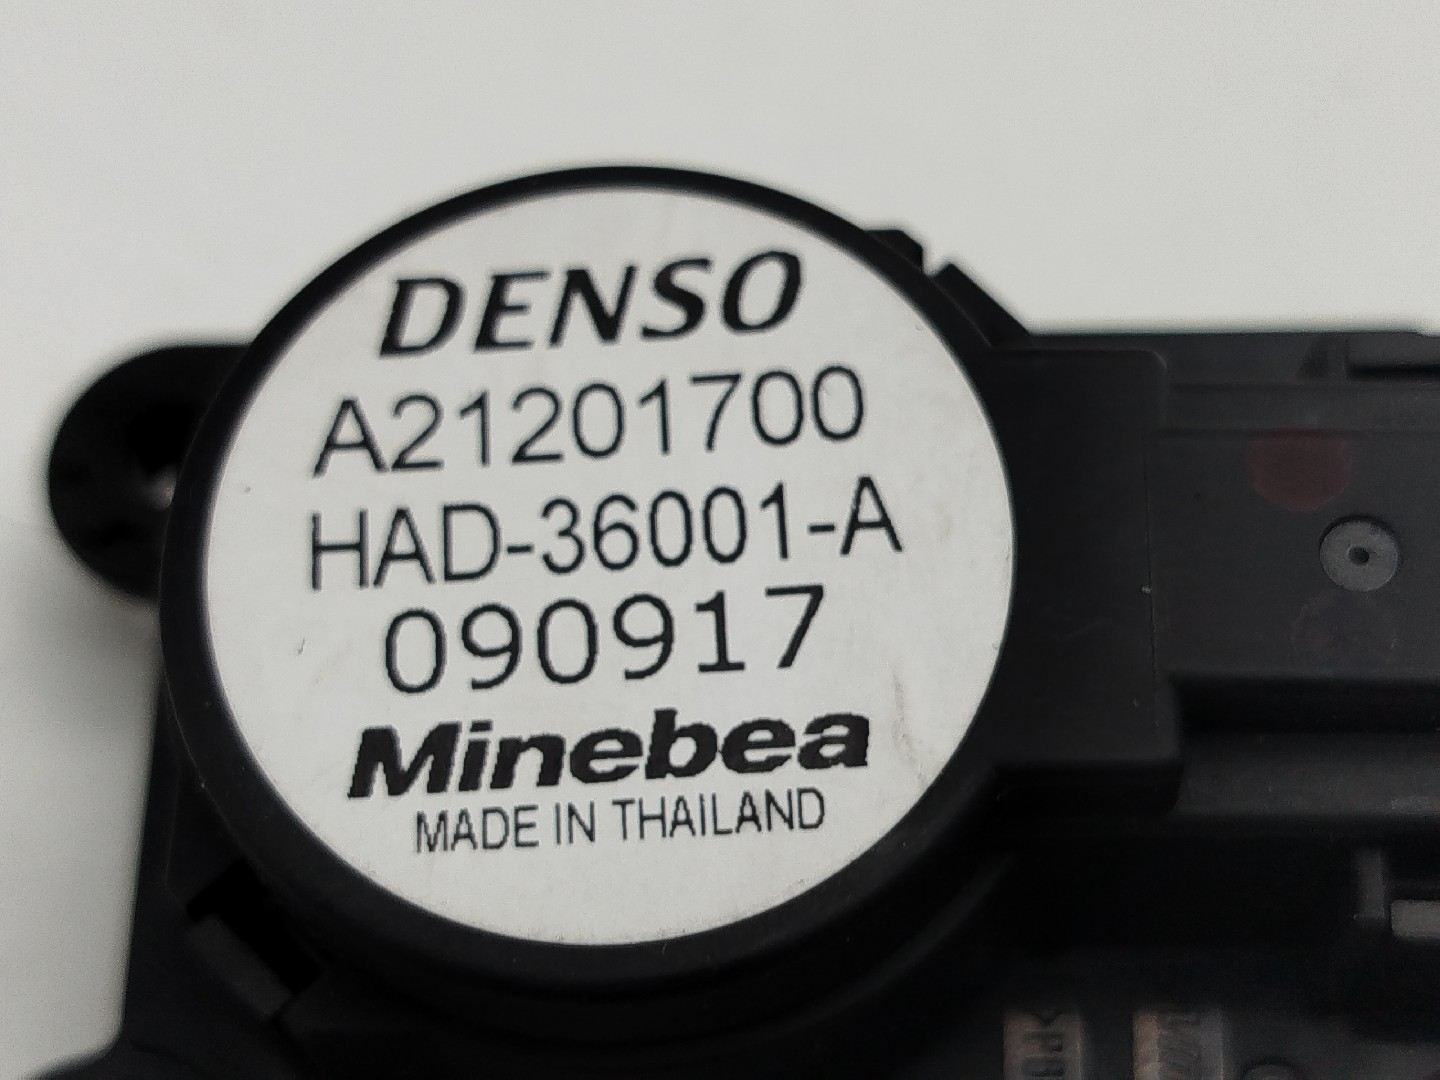 DENSO
A21201700
HAD-36001-A
090917
Minebea
MADE IN THAILAND